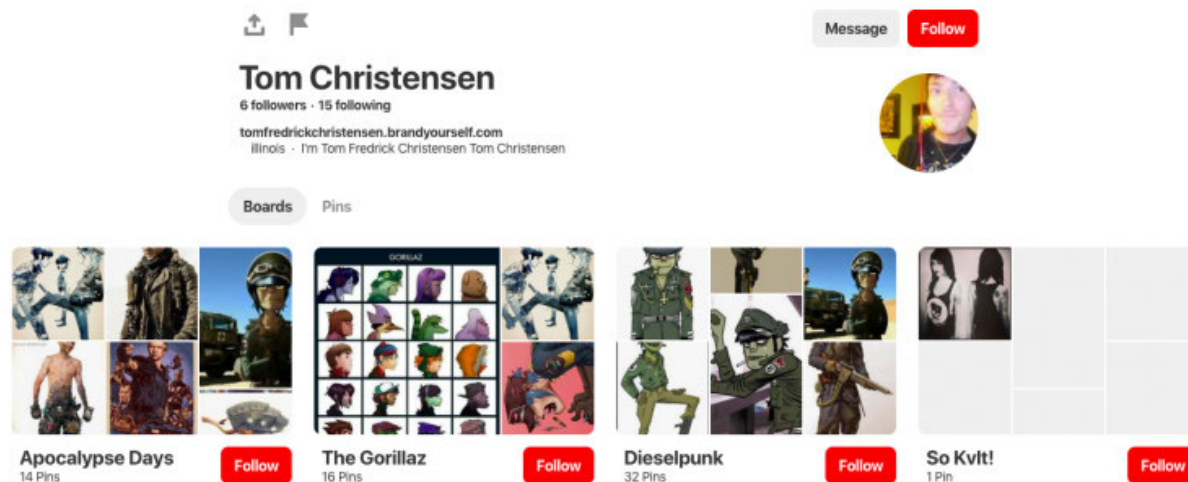 Message
Follow
Tom Christensen
6 followers · 15 following
tomfredrickchristensen.brandyourself.com
illinois · I'm Tom Fredrick Christensen Tom Christensen
Boards
Pins
GORILLAZ
Apocalypse Days
14 Pins
Follow
The Gorillaz
16 Pins
Follow
Dieselpunk
32 Pins
Follow
So Kvlt!
1 Pin
Follow